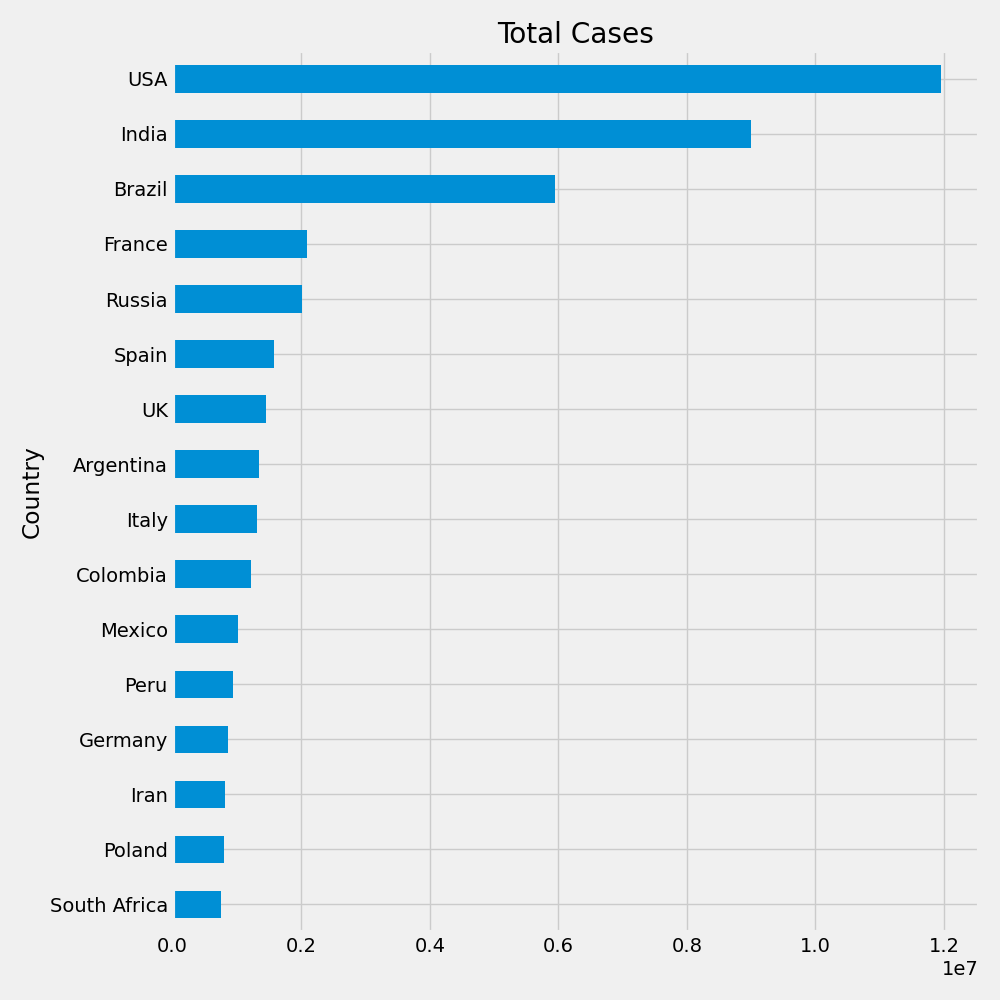 Total Cases
Country
USA
India
Brazil
France
Russia
Spain
UK
Argentina
Italy
Colombia
Mexico
Peru
Germany
Iran
Poland
South Africa
0.0 0.2 0.4 0.6 0.8 1.0 1.2
1e7